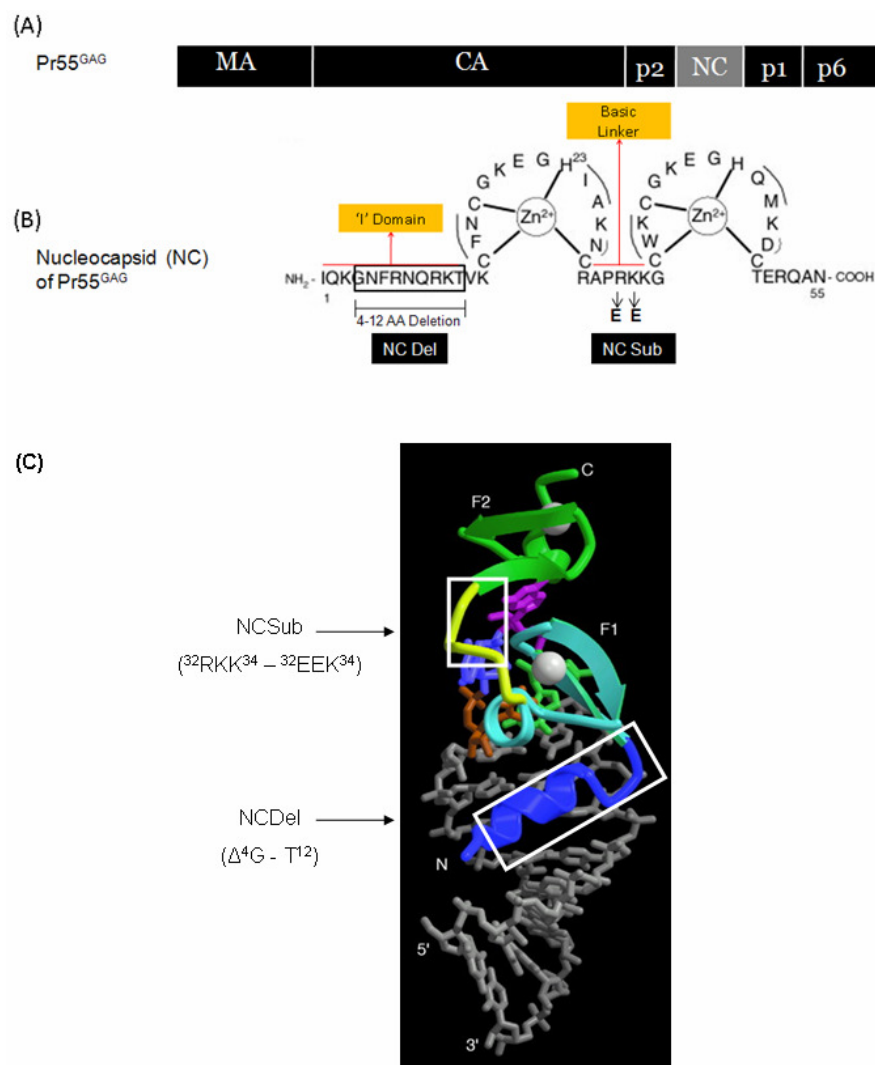 (A)
Pr55GAG
MA CA p2 NC p1 p6
Basic
Linker
(B)
'I' Domain
Nucleocapsid (NC)
of Pr55GAG
NH2- IQKGNFRNQRKTVK
C F N C G K E G H23 I A K N C
Zn2+
RAPRKKG
C W K C G K E G H Q M K D C
Zn2+
TERQAN- COOH
1
55
4-12 AA Deletion
E E
NC Del
NC Sub
(C)
C
F2
NCSub
(32RKK34 – 32EEK34)
F1
NCDel
(Δ4G - T12)
N
5'
3'